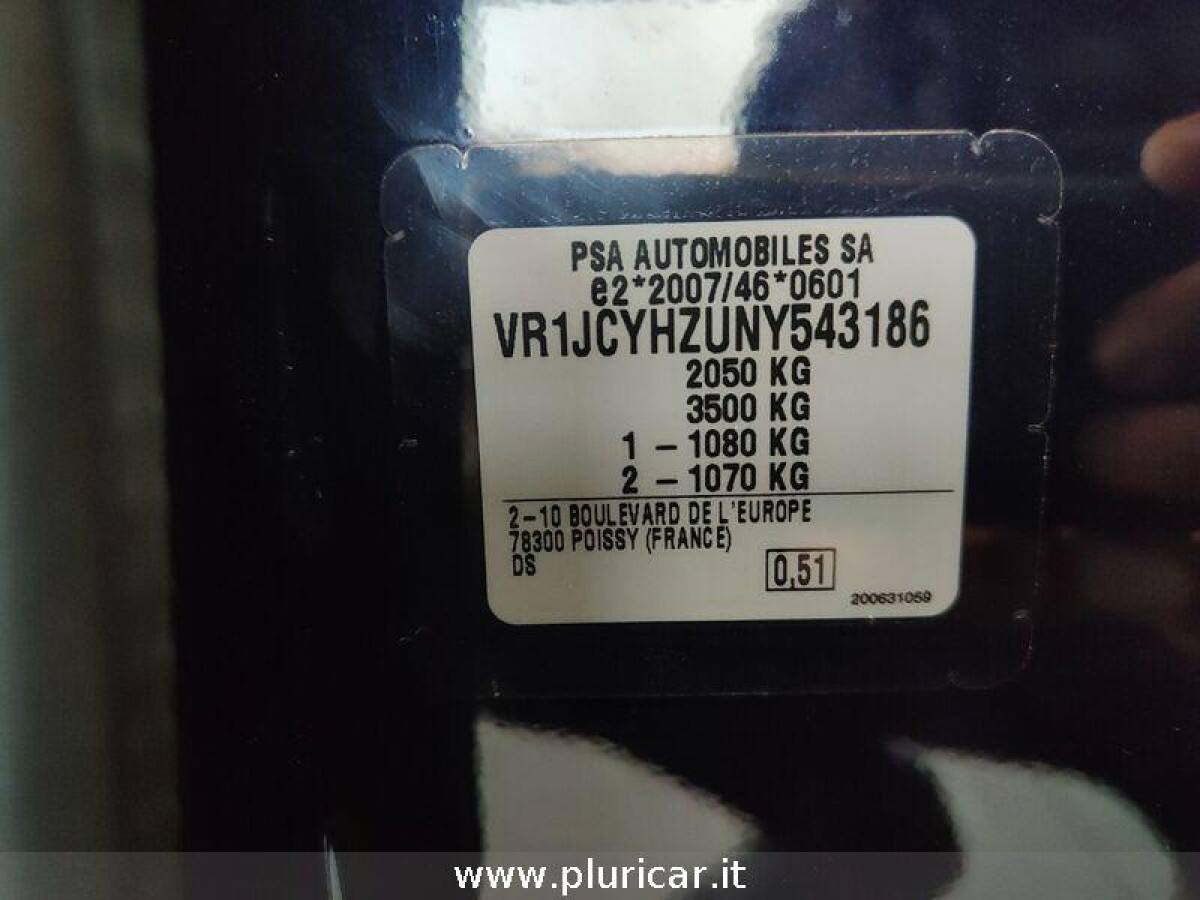 PSA AUTOMOBILES SA
e2*2007/46*0601
VR1JCYHZUNY543186
2050 KG
3500 KG
1 - 1080 KG
2 - 1070 KG
2-10 BOULEVARD DE L'EUROPE
78300 POISSY (FRANCE)
DS
0,51
200631059
www.pluricar.it